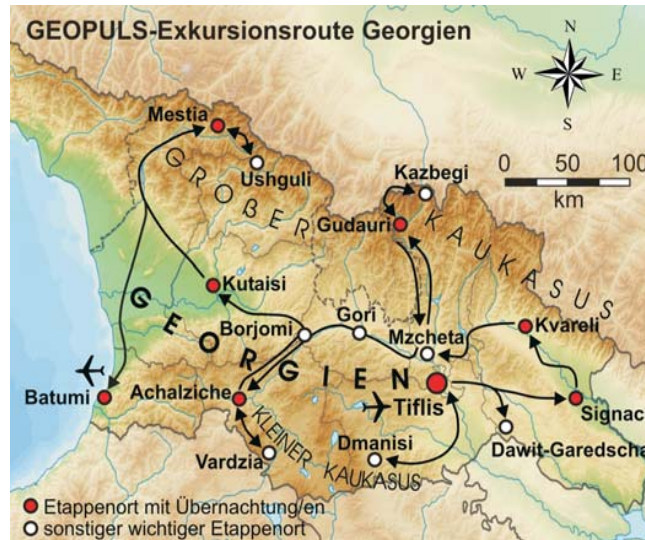 GEOPULS-Exkursionsroute Georgien
N
W E
S
Mestia
Ushguli
GROßER
KAUKASUS
Kazbegi
Gudauri
0 50 100
km
Kutaisi
GEORGIEN
Borjomi
Gori
Mzcheta
Kvareli
Batumi
Achalziche
Tiflis
Signac
Vardzia
KLEINER
KAUKASUS
Dmanisi
Dawit-Garedscha
Etappenort mit Übernachtung/en
sonstiger wichtiger Etappenort